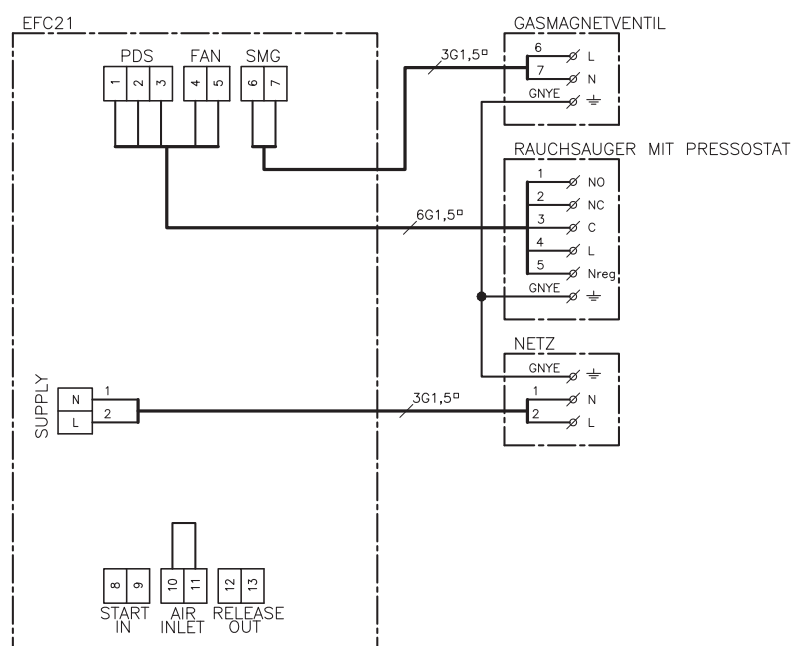 EFC21
PDS FAN SMG
1 2 3 4 5 6 7
3G1,5□
GASMAGNETVENTIL
6 L
7 N
GNYE
RAUCHSAUGER MIT PRESSOSTAT
6G1,5□
1 NO
2 NC
3 C
4 L
5 Nreg
GNYE
NETZ
GNYE
1 N
2 L
3G1,5□
SUPPLY
N 1
L 2
8 9 10 11 12 13
START IN
AIR INLET
RELEASE OUT